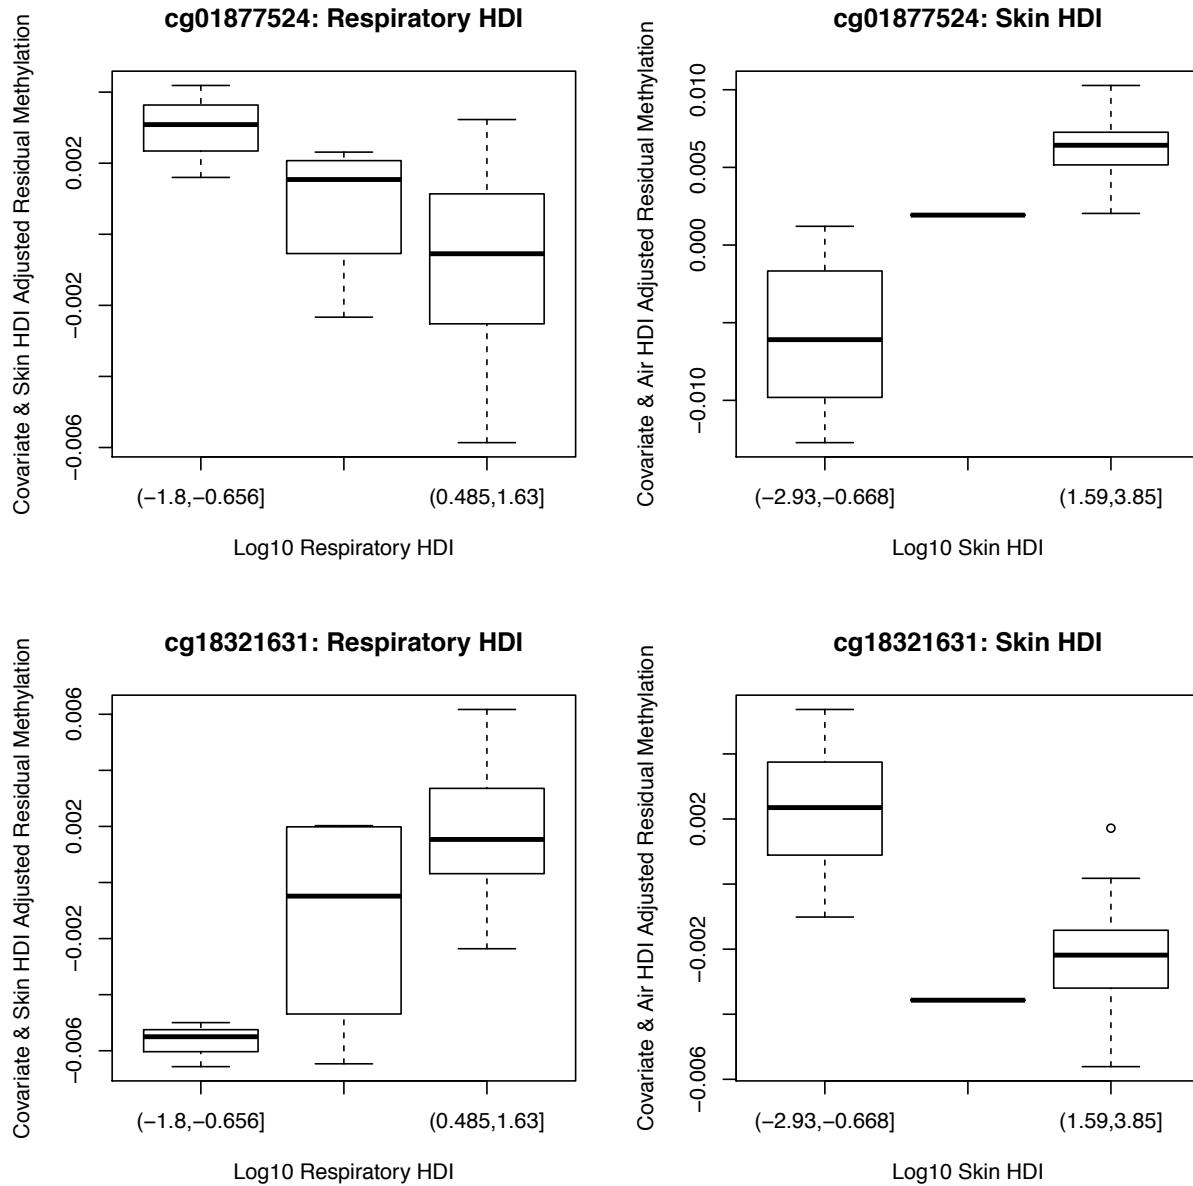 cg01877524: Respiratory HDI
Covariate & Skin HDI Adjusted Residual Methylation
0.002
−0.002
−0.006
(−1.8,−0.656]
(0.485,1.63]
Log10 Respiratory HDI
cg01877524: Skin HDI
Covariate & Air HDI Adjusted Residual Methylation
0.010
0.005
0.000
−0.010
(−2.93,−0.668]
(1.59,3.85]
Log10 Skin HDI
cg18321631: Respiratory HDI
Covariate & Skin HDI Adjusted Residual Methylation
0.006
0.002
−0.002
−0.006
(−1.8,−0.656]
(0.485,1.63]
Log10 Respiratory HDI
cg18321631: Skin HDI
Covariate & Air HDI Adjusted Residual Methylation
0.002
−0.002
−0.006
(−2.93,−0.668]
(1.59,3.85]
Log10 Skin HDI